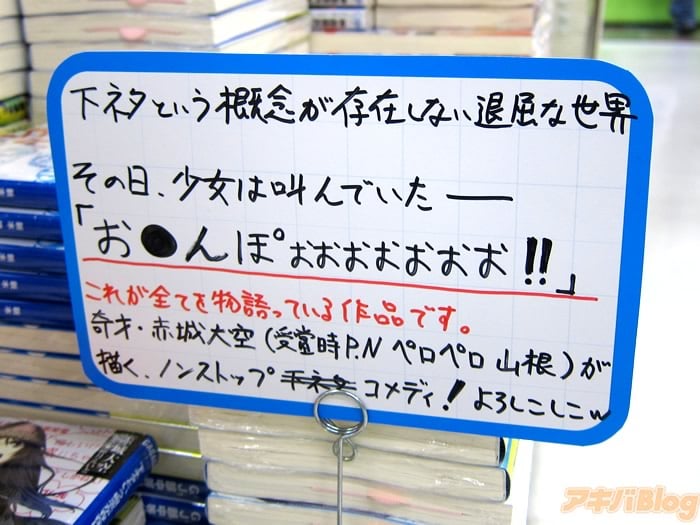 下ネタという概念が存在しない退屈な世界
その日、少女は叫んでいた――
「お●んぽぉぉぉぉぉぉぉ!!」
これが全てを物語っている作品です。
奇才・赤城大空(受賞時P.N ペロペロ山根)が
描く、ノンストップ下ネタコメディ!よろしこしこw
アキバBlog